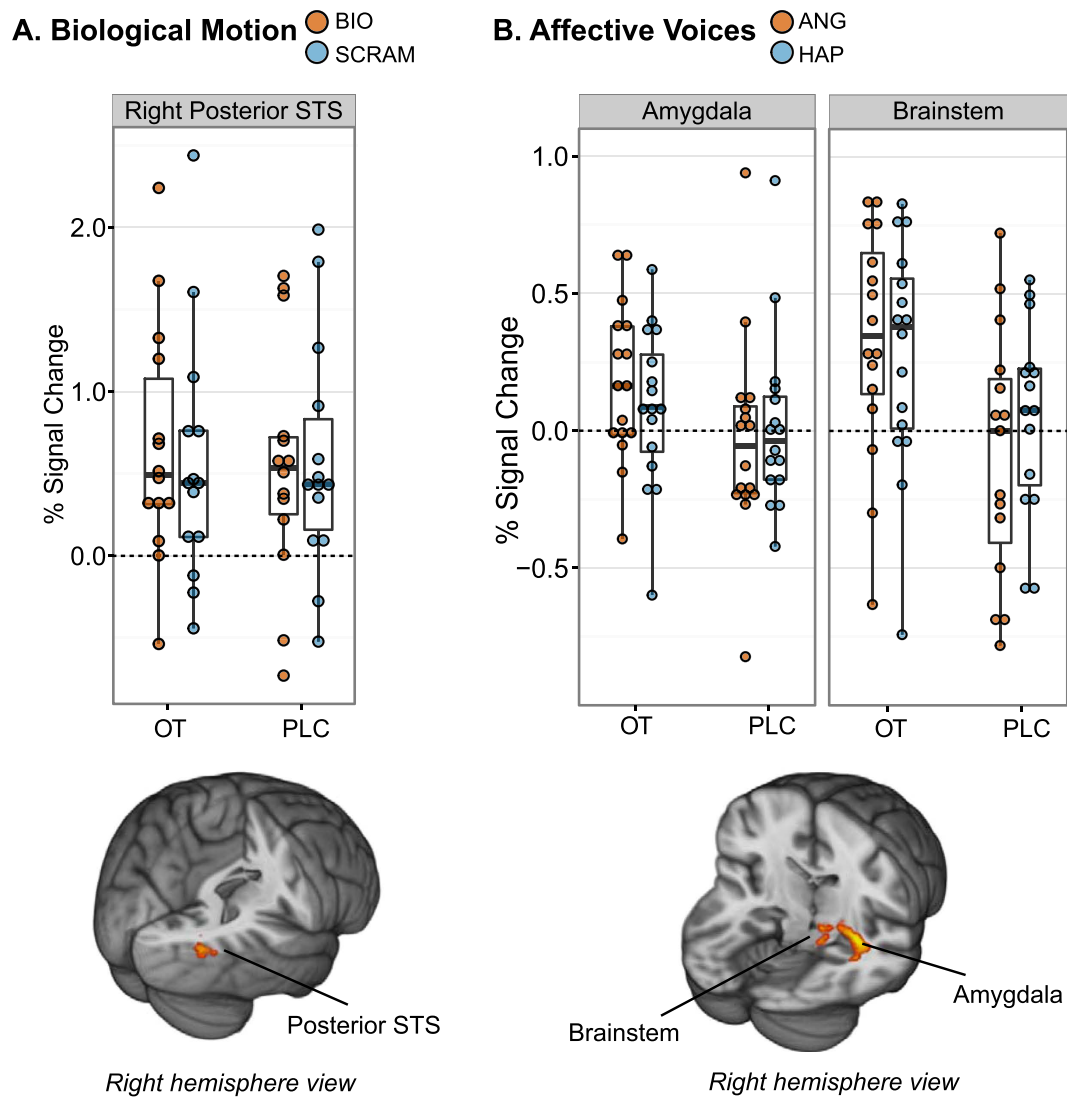 A. Biological Motion
BIO
SCRAM
Right Posterior STS
% Signal Change
2.0
1.0
0.0
OT
PLC
Posterior STS
Right hemisphere view
B. Affective Voices
ANG
HAP
Amygdala
Brainstem
% Signal Change
1.0
0.5
0.0
−0.5
OT
PLC
OT
PLC
Brainstem
Amygdala
Right hemisphere view